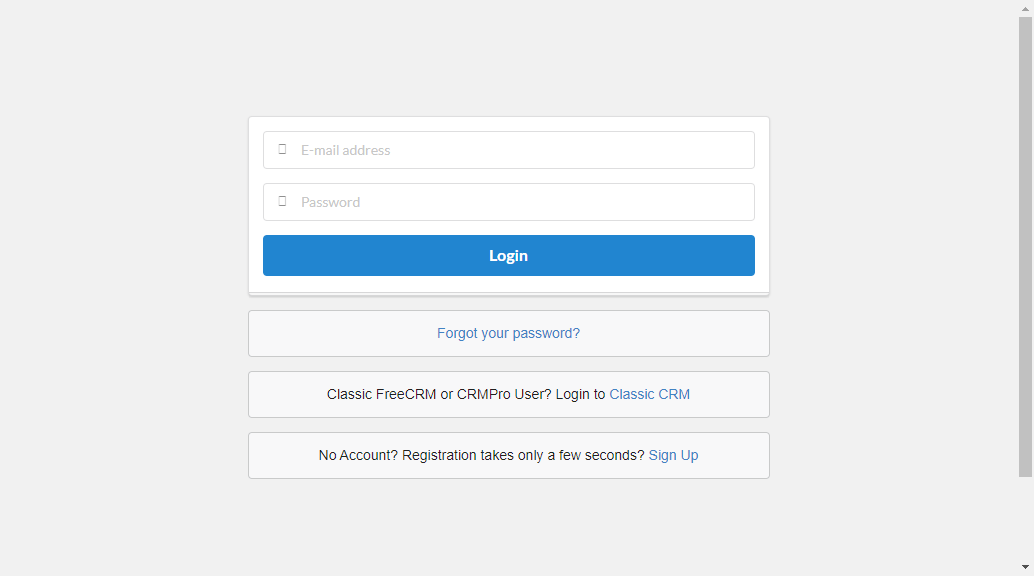 E-mail address
Password
Login
Forgot your password?
Classic FreeCRM or CRMPro User? Login to Classic CRM
No Account? Registration takes only a few seconds? Sign Up